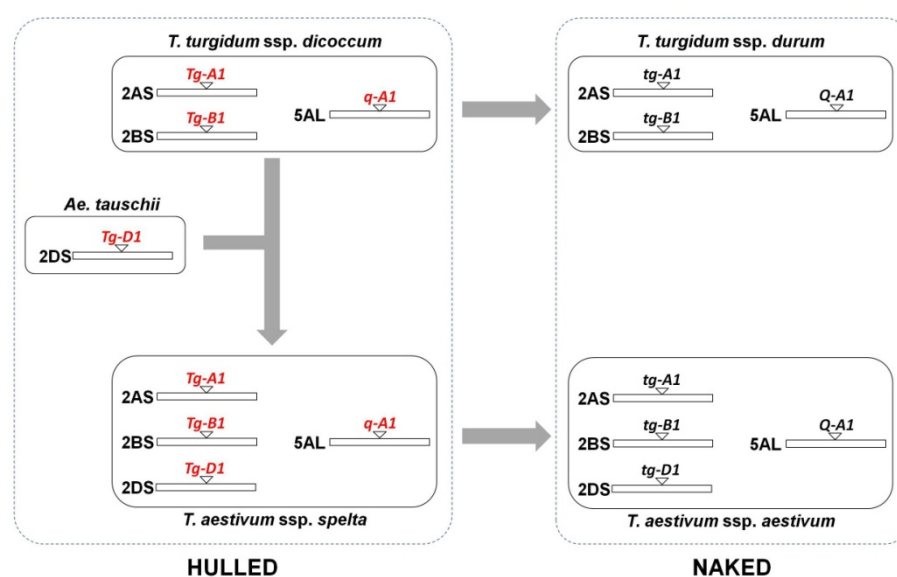 T. turgidum ssp. dicoccum
Tg-A1
2AS
q-A1
Tg-B1
5AL
2BS
T. turgidum ssp. durum
tg-A1
2AS
Q-A1
tg-B1
5AL
2BS
Ae. tauschii
Tg-D1
2DS
Tg-A1
2AS
Tg-B1
q-A1
2BS
5AL
Tg-D1
2DS
T. aestivum ssp. spelta
tg-A1
2AS
tg-B1
Q-A1
2BS
5AL
tg-D1
2DS
T. aestivum ssp. aestivum
HULLED
NAKED